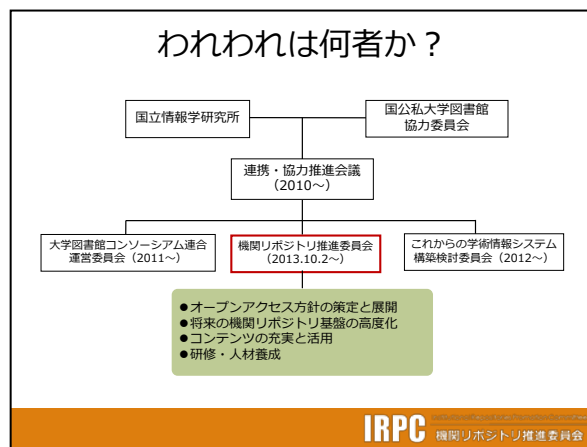 われわれは何者か？
国立情報学研究所
国公私大学図書館
協力委員会
連携・協力推進会議
（2010～）
大学図書館コンソーシアム連合
運営委員会（2011～）
機関リポジトリ推進委員会
（2013.10.2～）
これからの学術情報システム
構築検討委員会（2012～）
●オープンアクセス方針の策定と展開
●将来の機関リポジトリ基盤の高度化
●コンテンツの充実と活用
●研修・人材養成
IRPC
機関リポジトリ推進委員会